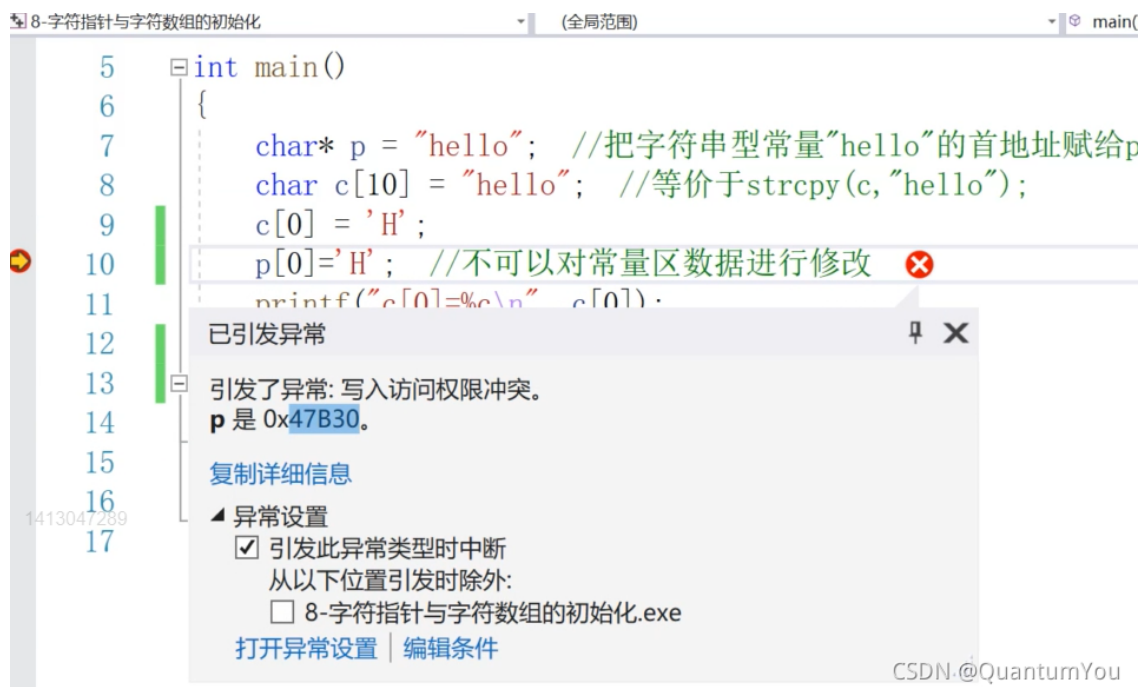 8-字符指针与字符数组的初始化 (全局范围) main(
5 int main()
6 {
7 char* p = "hello"; //把字符串型常量"hello"的首地址赋给p
8 char c[10] = "hello"; //等价于strcpy(c,"hello");
9 c[0] = 'H';
10 p[0]='H'; //不可以对常量区数据进行修改
11 printf("c[0]=%c\n", c[0]);
12
13
14
15
16
17
已引发异常
引发了异常: 写入访问权限冲突。
p 是 0x47B30。
复制详细信息
异常设置
引发此异常类型时中断
从以下位置引发时除外:
8-字符指针与字符数组的初始化.exe
打开异常设置 编辑条件
1413047289
CSDN @QuantumYou